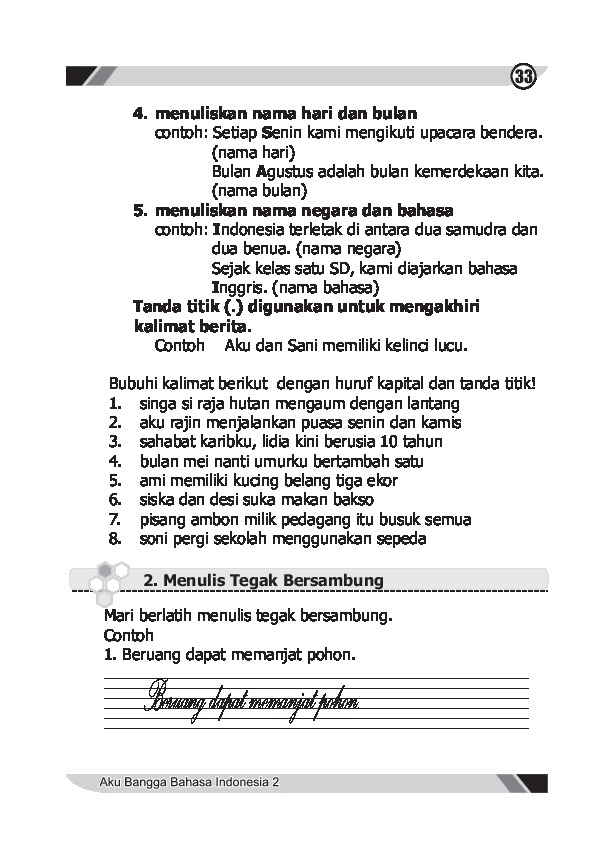 33
4. menuliskan nama hari dan bulan
contoh: Setiap Senin kami mengikuti upacara bendera.
(nama hari)
Bulan Agustus adalah bulan kemerdekaan kita.
(nama bulan)
5. menuliskan nama negara dan bahasa
contoh: Indonesia terletak di antara dua samudra dan
dua benua. (nama negara)
Sejak kelas satu SD, kami diajarkan bahasa
Inggris. (nama bahasa)
Tanda titik (.) digunakan untuk mengakhiri
kalimat berita.
Contoh Aku dan Sani memiliki kelinci lucu.
Bubuhi kalimat berikut dengan huruf kapital dan tanda titik!
1. singa si raja hutan mengaum dengan lantang
2. aku rajin menjalankan puasa senin dan kamis
3. sahabat karibku, lidia kini berusia 10 tahun
4. bulan mei nanti umurku bertambah satu
5. ami memiliki kucing belang tiga ekor
6. siska dan desi suka makan bakso
7. pisang ambon milik pedagang itu busuk semua
8. soni pergi sekolah menggunakan sepeda
2. Menulis Tegak Bersambung
Mari berlatih menulis tegak bersambung.
Contoh
1. Beruang dapat memanjat pohon.
Beruang dapat memanjat pohon.
Aku Bangga Bahasa Indonesia 2